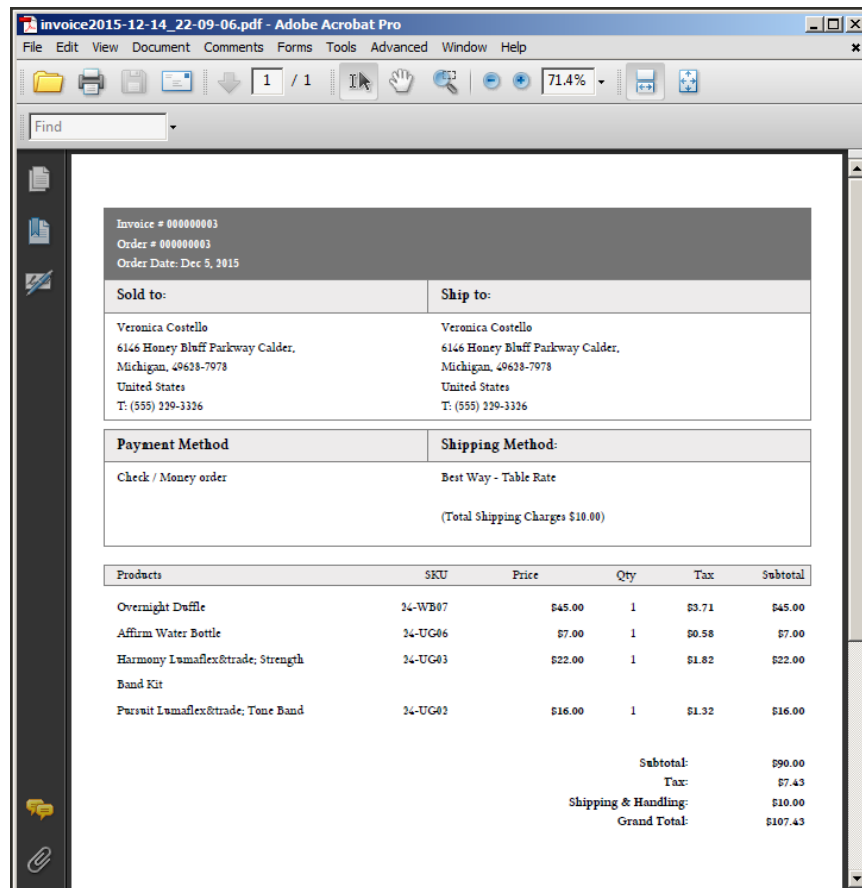 invoice2015-12-14_22-09-06.pdf - Adobe Acrobat Pro
File Edit View Document Comments Forms Tools Advanced Window Help
1 / 1 71.4%
Find
Invoice # 000000003
Order # 000000003
Order Date: Dec 5, 2015
Sold to: Ship to:
Veronica Costello Veronica Costello
6146 Honey Bluff Parkway Calder, 6146 Honey Bluff Parkway Calder,
Michigan, 49628-7978 Michigan, 49628-7978
United States United States
T: (555) 229-3326 T: (555) 229-3326
Payment Method Shipping Method:
Check / Money order Best Way - Table Rate
(Total Shipping Charges $10.00)
Products SKU Price Qty Tax Subtotal
Overnight Duffle 24-WB07 $45.00 1 $3.71 $45.00
Affirm Water Bottle 24-UG06 $7.00 1 $0.58 $7.00
Harmony Lumaflex&trade; Strength 24-UG03 $22.00 1 $1.82 $22.00
Band Kit
Pursuit Lumaflex&trade; Tone Band 24-UG02 $16.00 1 $1.32 $16.00
Subtotal: $90.00
Tax: $7.43
Shipping & Handling: $10.00
Grand Total: $107.43